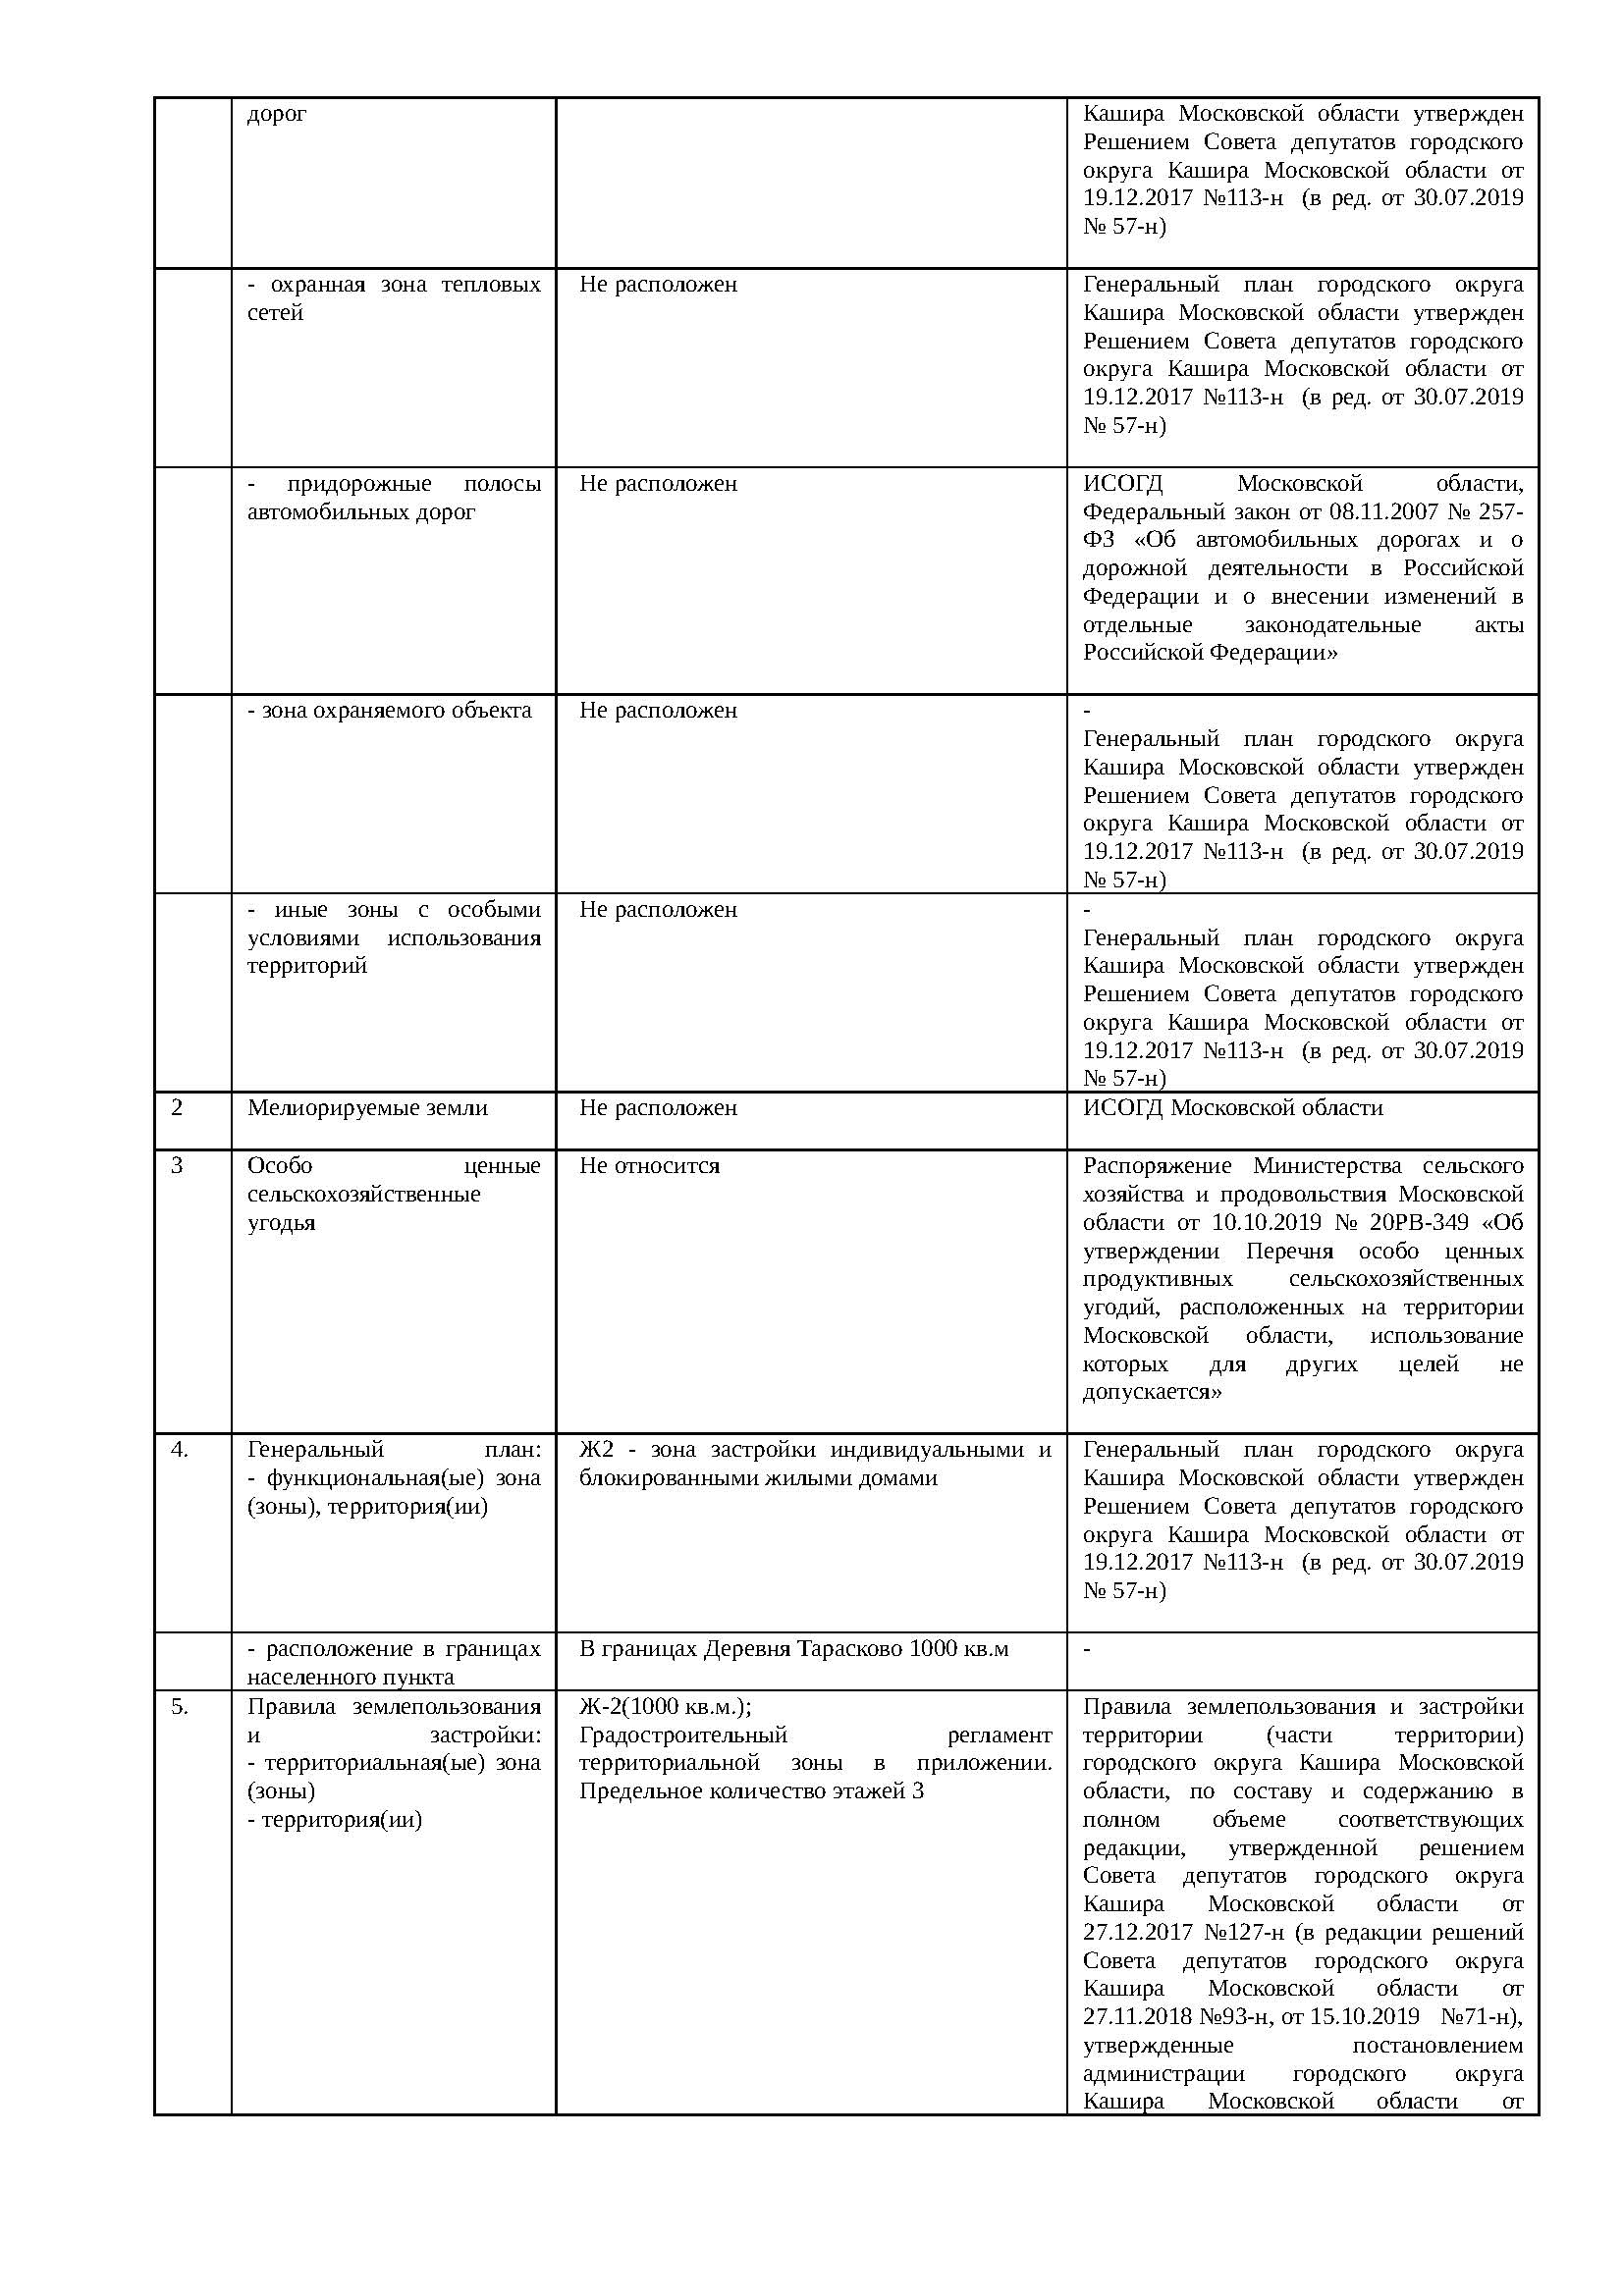 дорог
Кашира Московской области утвержден
Решением Совета депутатов городского
округа Кашира Московской области от
19.12.2017 №113-н (в ред. от 30.07.2019
№ 57-н)
- охранная зона тепловых
сетей
Не расположен
Генеральный план городского округа
Кашира Московской области утвержден
Решением Совета депутатов городского
округа Кашира Московской области от
19.12.2017 №113-н (в ред. от 30.07.2019
№ 57-н)
- придорожные полосы
автомобильных дорог
Не расположен
ИСОГД Московской области,
Федеральный закон от 08.11.2007 № 257-
ФЗ «Об автомобильных дорогах и о
дорожной деятельности в Российской
Федерации и о внесении изменений в
отдельные законодательные акты
Российской Федерации»
- зона охраняемого объекта
Не расположен
-
Генеральный план городского округа
Кашира Московской области утвержден
Решением Совета депутатов городского
округа Кашира Московской области от
19.12.2017 №113-н (в ред. от 30.07.2019
№ 57-н)
- иные зоны с особыми
условиями использования
территорий
Не расположен
-
Генеральный план городского округа
Кашира Московской области утвержден
Решением Совета депутатов городского
округа Кашира Московской области от
19.12.2017 №113-н (в ред. от 30.07.2019
№ 57-н)
2
Мелиорируемые земли
Не расположен
ИСОГД Московской области
3
Особо ценные
сельскохозяйственные
угодья
Не относится
Распоряжение Министерства сельского
хозяйства и продовольствия Московской
области от 10.10.2019 № 20РВ-349 «Об
утверждении Перечня особо ценных
продуктивных сельскохозяйственных
угодий, расположенных на территории
Московской области, использование
которых для других целей не
допускается»
4.
Генеральный план:
- функциональная(ые) зона
(зоны), территория(ии)
Ж2 - зона застройки индивидуальными и
блокированными жилыми домами
Генеральный план городского округа
Кашира Московской области утвержден
Решением Совета депутатов городского
округа Кашира Московской области от
19.12.2017 №113-н (в ред. от 30.07.2019
№ 57-н)
- расположение в границах
населенного пункта
В границах Деревня Тарасково 1000 кв.м
-
5.
Правила землепользования
и застройки:
- территориальная(ые) зона
(зоны)
- территория(ии)
Ж-2(1000 кв.м.);
Градостроительный регламент
территориальной зоны в приложении.
Предельное количество этажей 3
Правила землепользования и застройки
территории (части территории)
городского округа Кашира Московской
области, по составу и содержанию в
полном объеме соответствующих
редакции, утвержденной решением
Совета депутатов городского округа
Кашира Московской области от
27.12.2017 №127-н (в редакции решений
Совета депутатов городского округа
Кашира Московской области от
27.11.2018 №93-н, от 15.10.2019 №71-н),
утвержденные постановлением
администрации городского округа
Кашира Московской области от